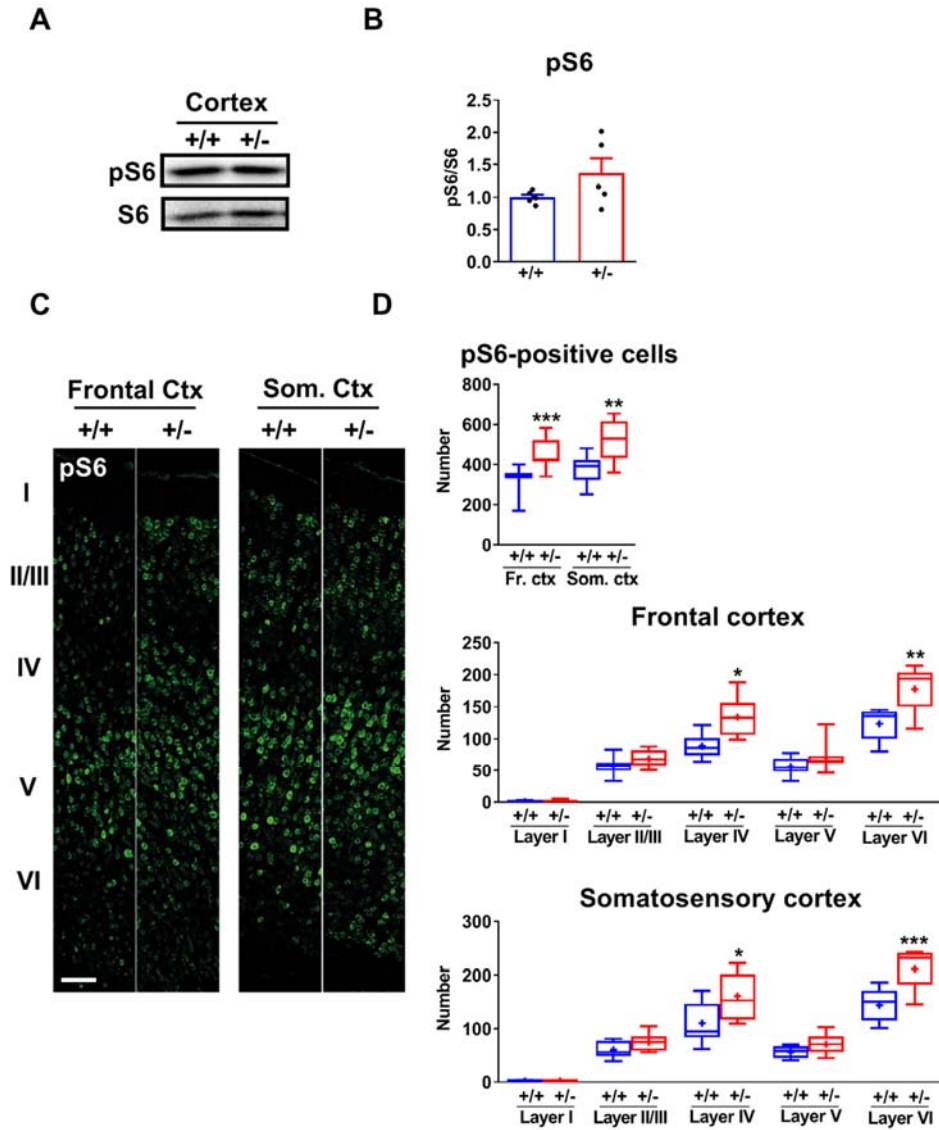 A
Cortex
+/+ +/-
pS6
S6
B
pS6
pS6/S6
2.5
2.0
1.5
1.0
0.5
0.0
+/+ +/-
C
Frontal Ctx Som. Ctx
+/+ +/- +/+ +/-
pS6
I
II/III
IV
V
VI
D
pS6-positive cells
Number
800
600
400
200
0
*** **
+/+ +/- +/+ +/-
Fr. ctx Som. ctx
Frontal cortex
Number
250
200
150
100
50
0
* **
+/+ +/- +/+ +/- +/+ +/- +/+ +/- +/+ +/-
Layer I Layer II/III Layer IV Layer V Layer VI
Somatosensory cortex
Number
300
200
100
0
* ***
+/+ +/- +/+ +/- +/+ +/- +/+ +/- +/+ +/-
Layer I Layer II/III Layer IV Layer V Layer VI